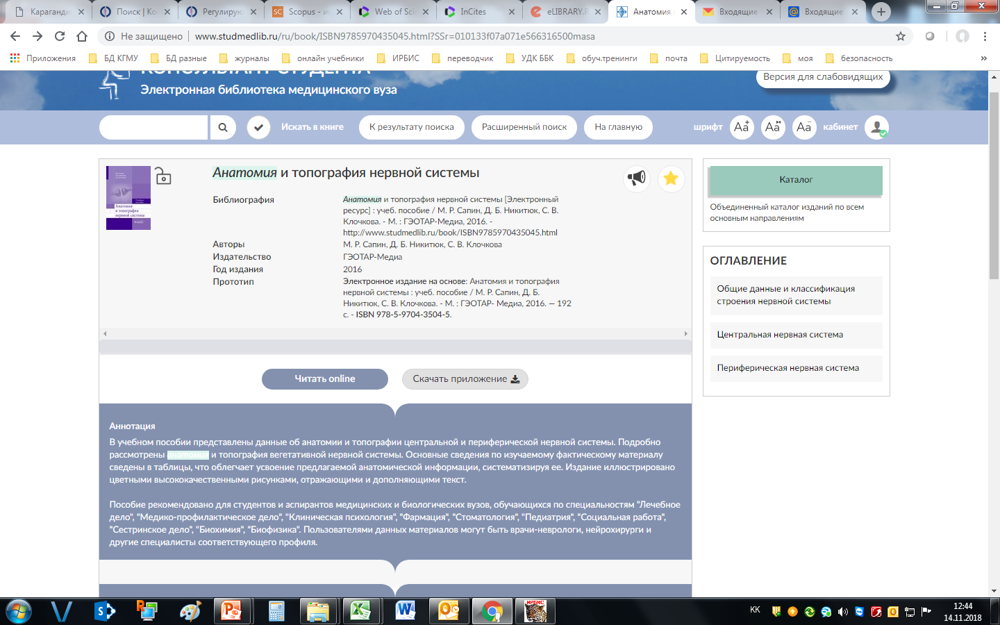 Караганди
Поиск | Ко
Регулирую
Scopus - и
Web of Sci
InCites
eLIBRARY.F
Анатомия
Входящие
Входящие
Не защищено
www.studmedlib.ru/ru/book/ISBN9785970435045.html?SSr=010133f07a071e566316500masa
Приложения
БД КГМУ
БД разные
журналы
онлайн учебники
ИРБИС
переводчик
УДК ББК
обуч.тренинги
почта
Цитируемость
моя
безопасность
»
КОНСУЛЬТАНТ СТУДЕНТА
Электронная библиотека медицинского вуза
Версия для слабовидящих
Искать в книге
К результату поиска
Расширенный поиск
На главную
шрифт
Aa+
Aa
Aa-
кабинет
Анатомия и топография нервной системы
Библиография
Анатомия и топография нервной системы [Электронный
ресурс] : учеб. пособие / М. Р. Сапин, Д. Б. Никитюк, С. В.
Клочкова. - М. : ГЭОТАР-Медиа, 2016. -
http://www.studmedlib.ru/book/ISBN9785970435045.html
Авторы
М. Р. Сапин, Д. Б. Никитюк, С. В. Клочкова
Издательство
ГЭОТАР-Медиа
Год издания
2016
Прототип
Электронное издание на основе: Анатомия и топография
нервной системы : учеб. пособие / М. Р. Сапин, Д. Б.
Никитюк, С. В. Клочкова. - М. : ГЭОТАР- Медиа, 2016. — 192
с. - ISBN 978-5-9704-3504-5.
Анатомия
и топография
нервной системы
Читать online
Скачать приложение
Аннотация
В учебном пособии представлены данные об анатомии и топографии центральной и периферической нервной системы. Подробно
рассмотрены анатомия и топография вегетативной нервной системы. Основные сведения по изучаемому фактическому материалу
сведены в таблицы, что облегчает усвоение предлагаемой анатомической информации, систематизируя ее. Издание иллюстрировано
цветными высококачественными рисунками, отражающими и дополняющими текст.
Пособие рекомендовано для студентов и аспирантов медицинских и биологических вузов, обучающихся по специальностям "Лечебное
дело", "Медико-профилактическое дело", "Клиническая психология", "Фармация", "Стоматология", "Педиатрия", "Социальная работа",
"Сестринское дело", "Биохимия", "Биофизика". Пользователями данных материалов могут быть врачи-неврологи, нейрохирурги и
другие специалисты соответствующего профиля.
Каталог
Объединенный каталог изданий по всем
основным направлениям
ОГЛАВЛЕНИЕ
Общие данные и классификация
строения нервной системы
Центральная нервная система
Периферическая нервная система
KK
12:44
14.11.2018